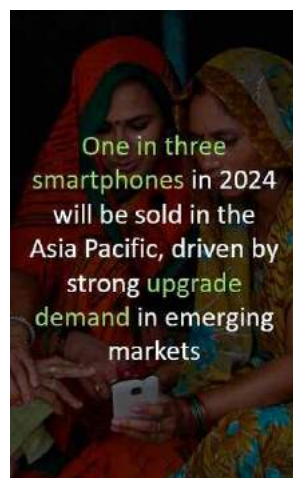 One in three
smartphones in 2024
will be sold in the
Asia Pacific, driven by
strong upgrade
demand in emerging
markets